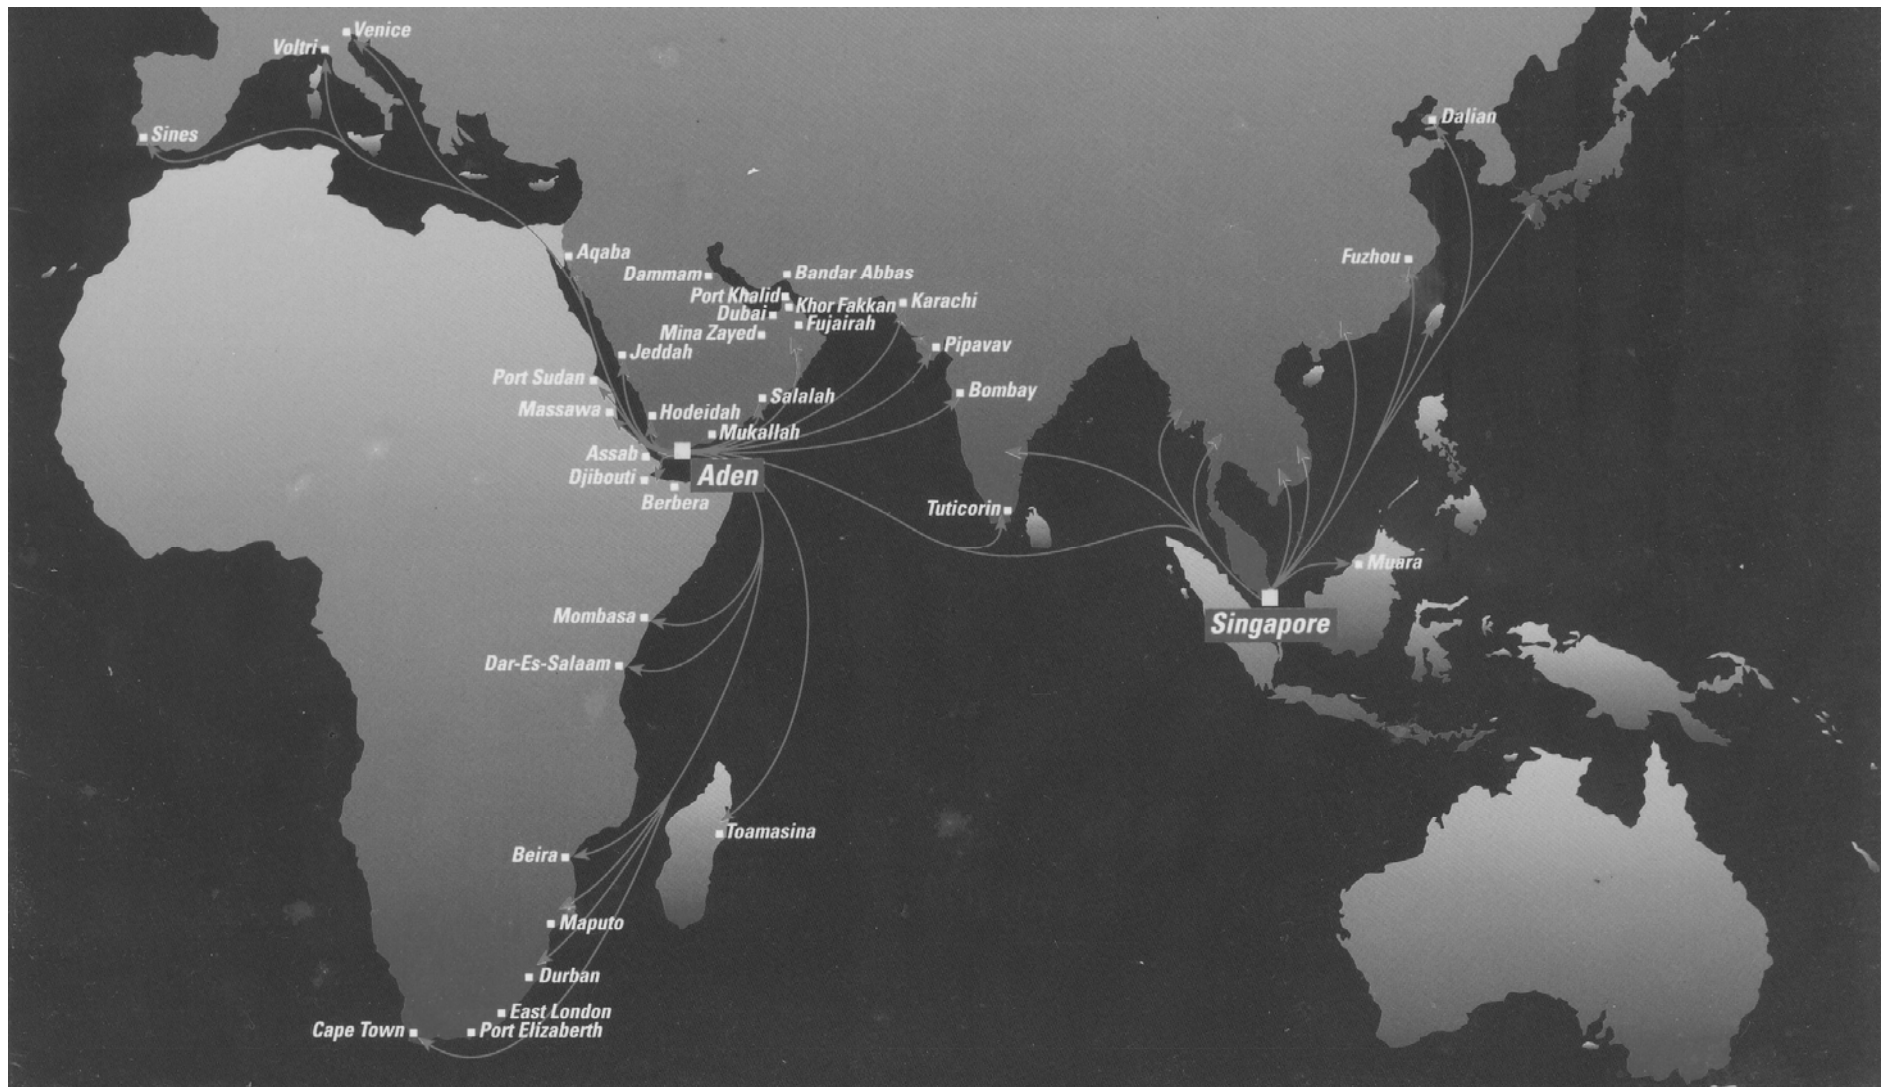 Venice
Voltri
Sines
Dalian
Aqaba
Fuzhou
Dammam
Bandar Abbas
Port Khalid
Khor Fakkan
Karachi
Dubai
Fujairah
Mina Zayed
Pipavav
Jeddah
Port Sudan
Bombay
Salalah
Massawa
Hodeidah
Mukallah
Assab
Aden
Djibouti
Berbera
Tuticorin
Muara
Mombasa
Singapore
Dar-Es-Salaam
Toamasina
Beira
Maputo
Durban
East London
Cape Town
Port Elizaberth